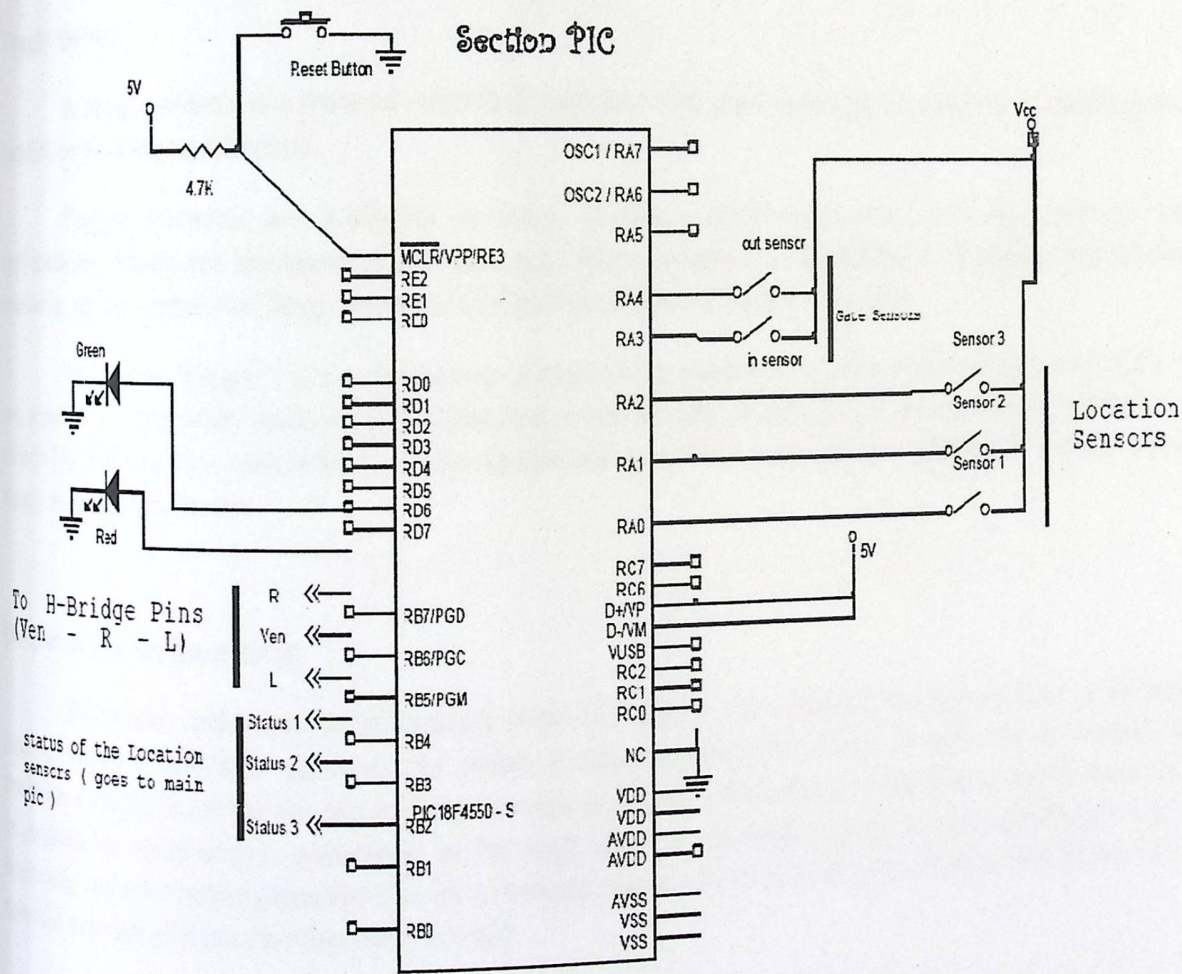 Section PIC
Reset Button
5V
4.7K
MCLR/VPP/RE3
RE2
RE1
RE0
Green
RD0
RD1
RD2
RD3
RD4
RD5
RD6
RD7
Red
To H-Bridge Pins
(Ven - R - L)
R
Ven
L
RB7/PGD
RB6/PGC
RB5/PGM
status of the Location
sensors ( goes to main
pic )
Status 1
Status 2
Status 3
RB4
RB3
PIC18F4550 - S
RB2
RB1
RB0
OSC1 / RA7
OSC2 / RA6
RA5
RA4
RA3
RA2
RA1
RA0
Vcc
out sensor
in sensor
Gate Sensors
Sensor 3
Sensor 2
Sensor 1
Location
Sensors
5V
RC7
RC6
D+/VP
D-/VM
VUSB
RC2
RC1
RC0
NC
VDD
VDD
AVDD
AVDD
AVSS
VSS
VSS